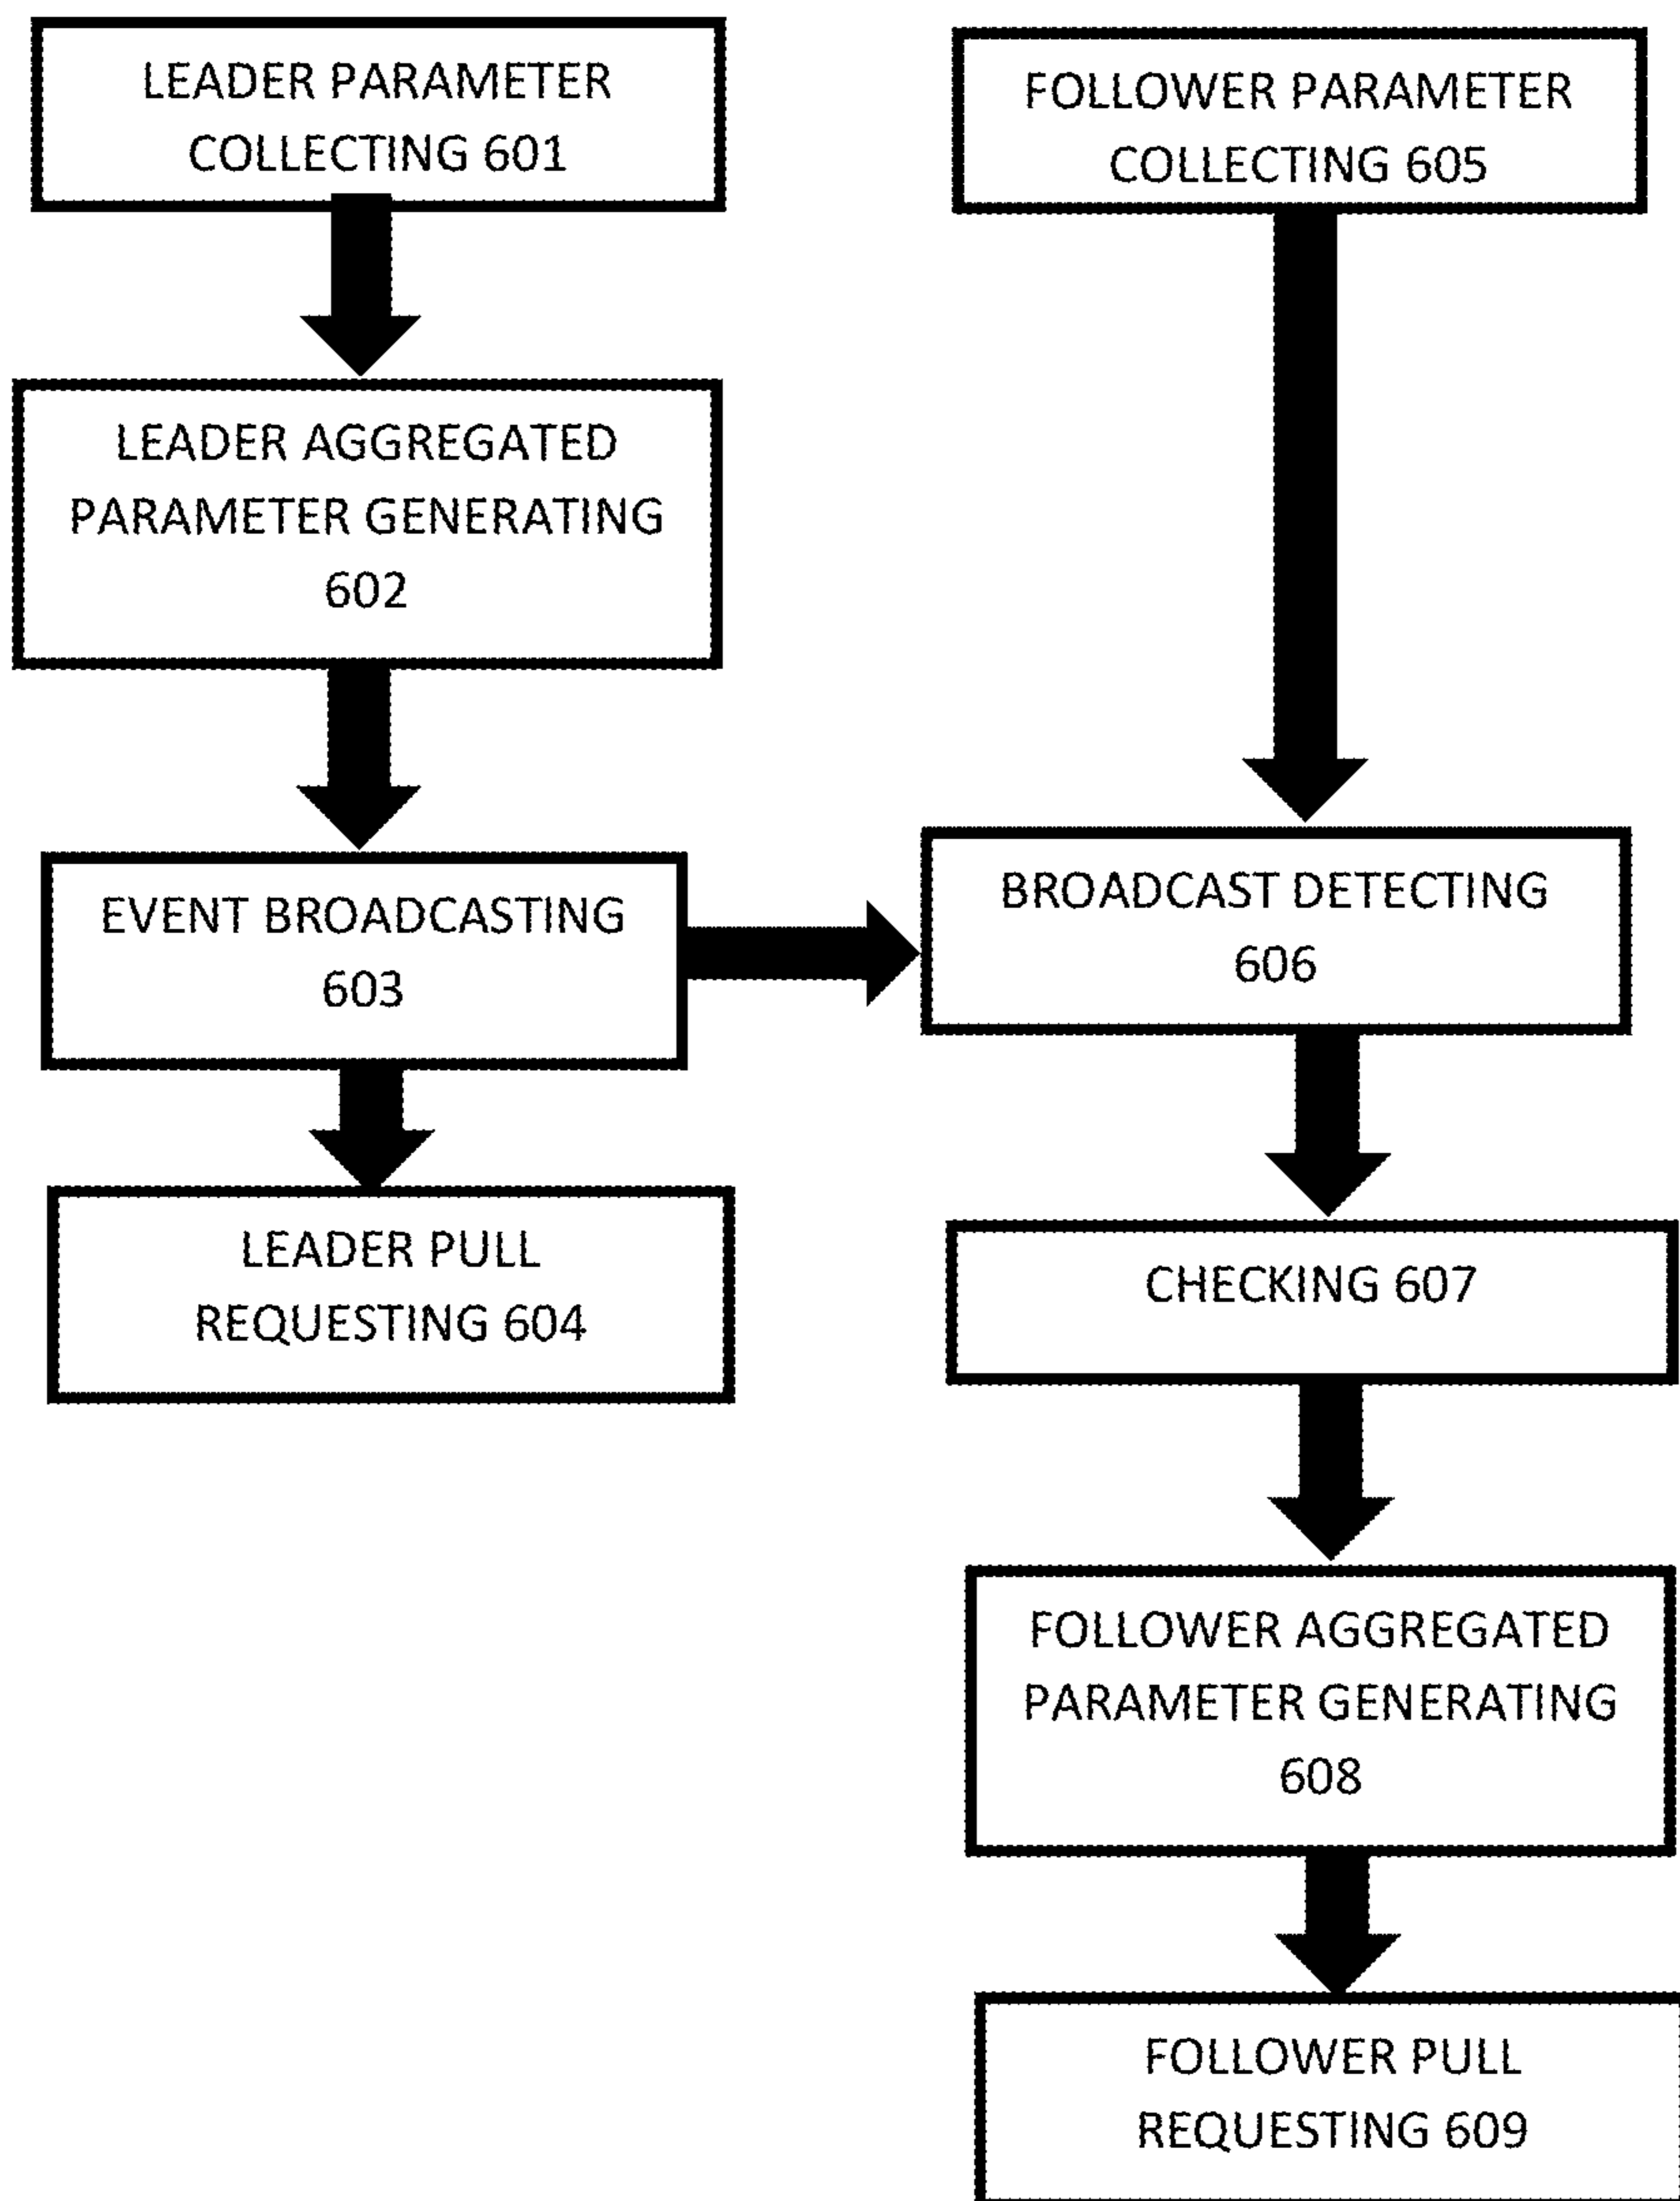 LEADER PARAMETER
COLLECTING 601
LEADER AGGREGATED
PARAMETER GENERATING
602
EVENT BROADCASTING
603
LEADER PULL
REQUESTING 604
FOLLOWER PARAMETER
COLLECTING 605
BROADCAST DETECTING
606
CHECKING 607
FOLLOWER AGGREGATED
PARAMETER GENERATING
608
FOLLOWER PULL
REQUESTING 609